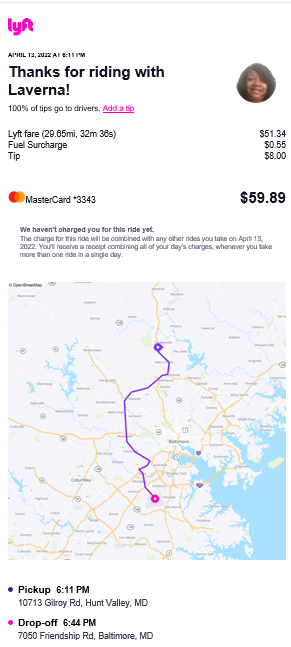 lyft
APRIL 13, 2022 AT 6:11 PM
Thanks for riding with
Laverna!
100% of tips go to drivers. Add a tip
Lyft fare (29.65mi, 32m 36s) $51.34
Fuel Surcharge $0.55
Tip $8.00
MasterCard *3343 $59.89
We haven't charged you for this ride yet.
The charge for this ride will be combined with any other rides you take on April 13,
2022. You'll receive a receipt combining all of your day's charges, whenever you take
more than one ride in a single day.
© OpenStreetMap
Baltimore
Columbia
Pickup 6:11 PM
10713 Gilroy Rd, Hunt Valley, MD
Drop-off 6:44 PM
7050 Friendship Rd, Baltimore, MD